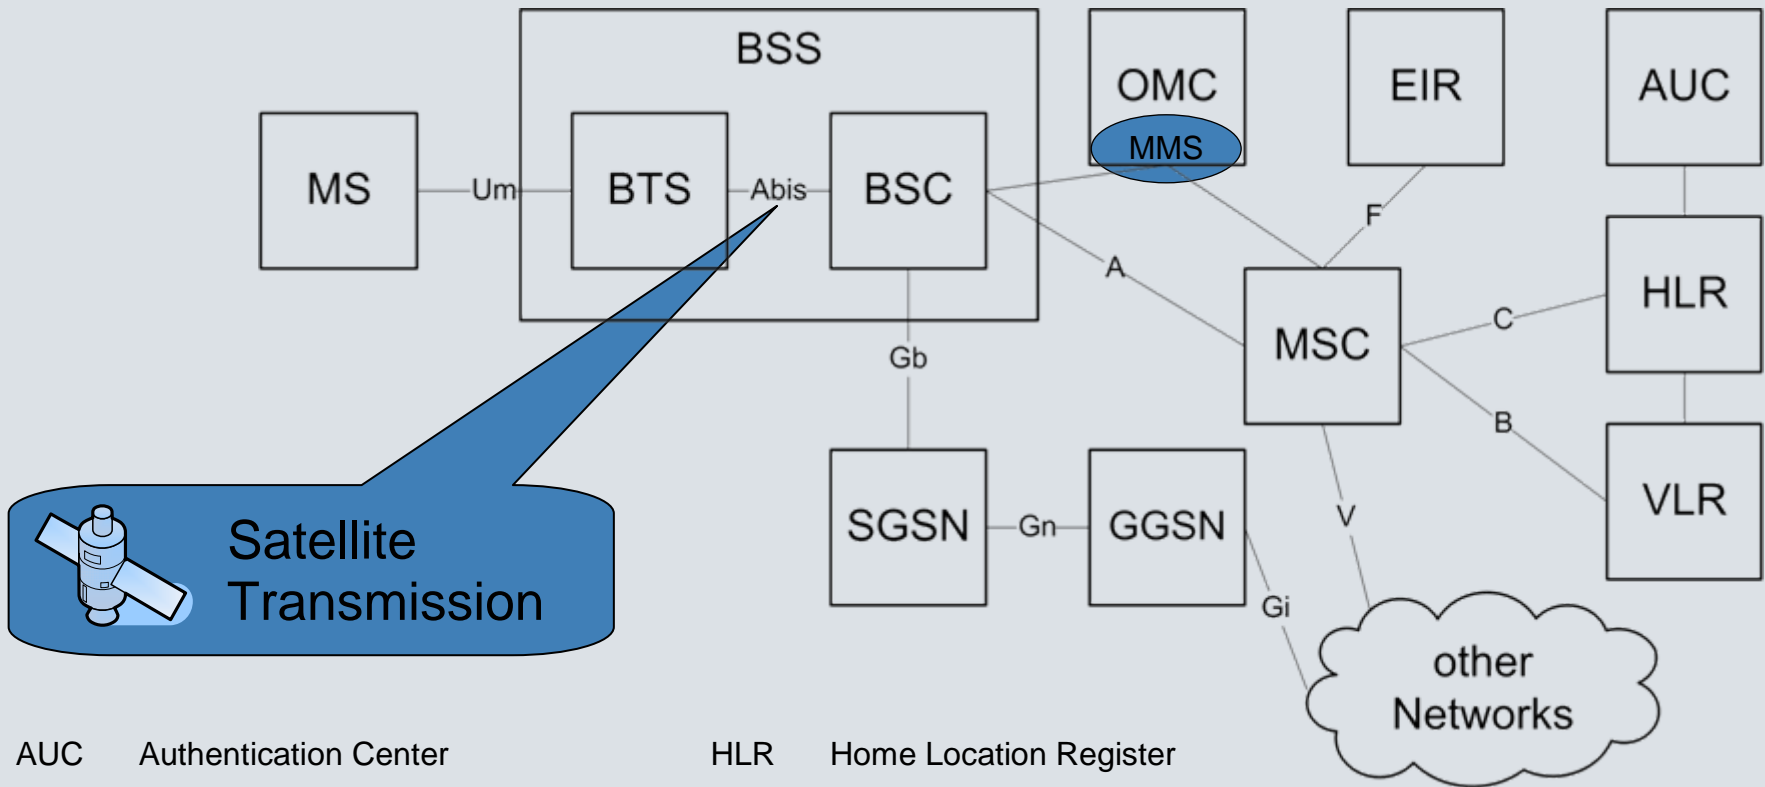 BSS
OMC
EIR
AUC
MMS
MS
Um
BTS
Abis
BSC
F
A
HLR
C
MSC
Gb
B
VLR
SGSN
Gn
GGSN
V
Satellite
Transmission
Gi
other
Networks
AUC Authentication Center
HLR Home Location Register